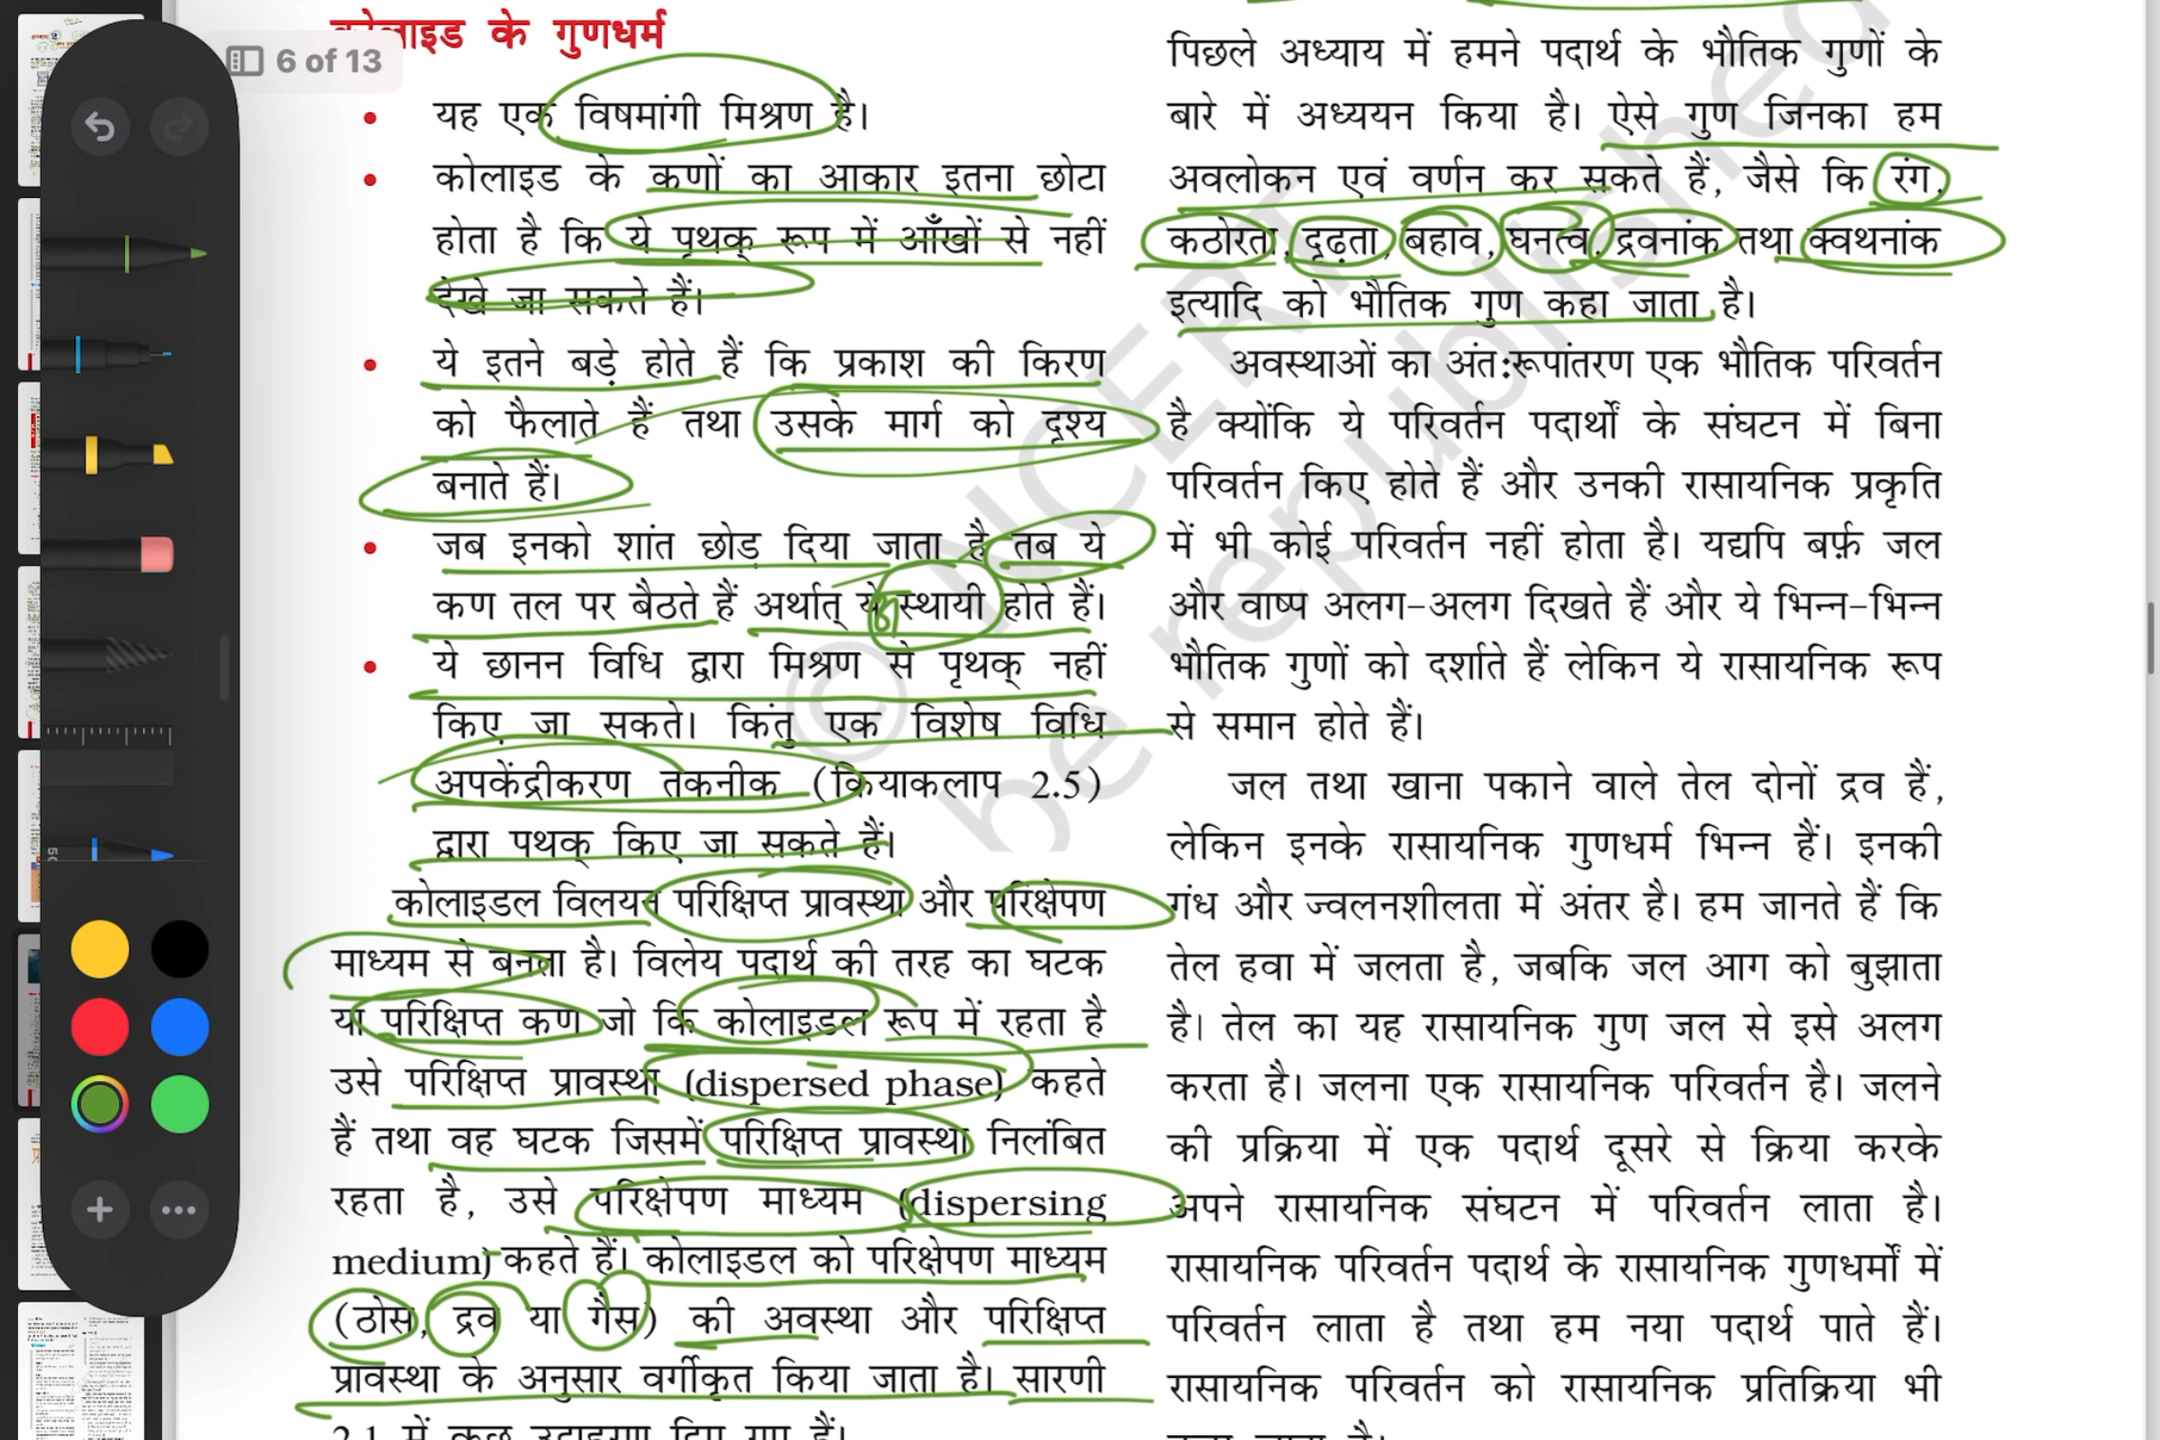 6 of 13
कोलाइड के गुणधर्म
• यह एक विषमांगी मिश्रण है।
• कोलाइड के कणों का आकार इतना छोटा
होता है कि ये पृथक् रूप में आँखों से नहीं
देखे जा सकते हैं।
• ये इतने बड़े होते हैं कि प्रकाश की किरण
को फैलाते हैं तथा उसके मार्ग को दृश्य
बनाते हैं।
• जब इनको शांत छोड़ दिया जाता है तब ये
कण तल पर बैठते हैं अर्थात् ये स्थायी होते हैं।
• ये छानन विधि द्वारा मिश्रण से पृथक् नहीं
किए जा सकते। किंतु एक विशेष विधि
अपकेंद्रीकरण तकनीक (क्रियाकलाप 2.5)
द्वारा पथक् किए जा सकते हैं।
कोलाइडल विलयन परिक्षिप्त प्रावस्था और परिक्षेपण
माध्यम से बनता है। विलेय पदार्थ की तरह का घटक
या परिक्षिप्त कण जो कि कोलाइडल रूप में रहता है
उसे परिक्षिप्त प्रावस्था (dispersed phase) कहते
हैं तथा वह घटक जिसमें परिक्षिप्त प्रावस्था निलंबित
रहता है, उसे परिक्षेपण माध्यम (dispersing
medium) कहते हैं। कोलाइडल को परिक्षेपण माध्यम
(ठोस, द्रव या गैस) की अवस्था और परिक्षिप्त
प्रावस्था के अनुसार वर्गीकृत किया जाता है। सारणी
2.1 में कुछ उदाहरण दिए गए हैं।
पिछले अध्याय में हमने पदार्थ के भौतिक गुणों के
बारे में अध्ययन किया है। ऐसे गुण जिनका हम
अवलोकन एवं वर्णन कर सकते हैं, जैसे कि रंग,
कठोरता, दृढ़ता, बहाव, घनत्व, द्रवनांक तथा क्वथनांक
इत्यादि को भौतिक गुण कहा जाता है।
अवस्थाओं का अंत:रूपांतरण एक भौतिक परिवर्तन
है क्योंकि ये परिवर्तन पदार्थों के संघटन में बिना
परिवर्तन किए होते हैं और उनकी रासायनिक प्रकृति
में भी कोई परिवर्तन नहीं होता है। यद्यपि बर्फ़ जल
और वाष्प अलग-अलग दिखते हैं और ये भिन्न-भिन्न
भौतिक गुणों को दर्शाते हैं लेकिन ये रासायनिक रूप
से समान होते हैं।
जल तथा खाना पकाने वाले तेल दोनों द्रव हैं,
लेकिन इनके रासायनिक गुणधर्म भिन्न हैं। इनकी
गंध और ज्वलनशीलता में अंतर है। हम जानते हैं कि
तेल हवा में जलता है, जबकि जल आग को बुझाता
है। तेल का यह रासायनिक गुण जल से इसे अलग
करता है। जलना एक रासायनिक परिवर्तन है। जलने
की प्रक्रिया में एक पदार्थ दूसरे से क्रिया करके
अपने रासायनिक संघटन में परिवर्तन लाता है।
रासायनिक परिवर्तन पदार्थ के रासायनिक गुणधर्मों में
परिवर्तन लाता है तथा हम नया पदार्थ पाते हैं।
रासायनिक परिवर्तन को रासायनिक प्रतिक्रिया भी
© NCERT
be republished